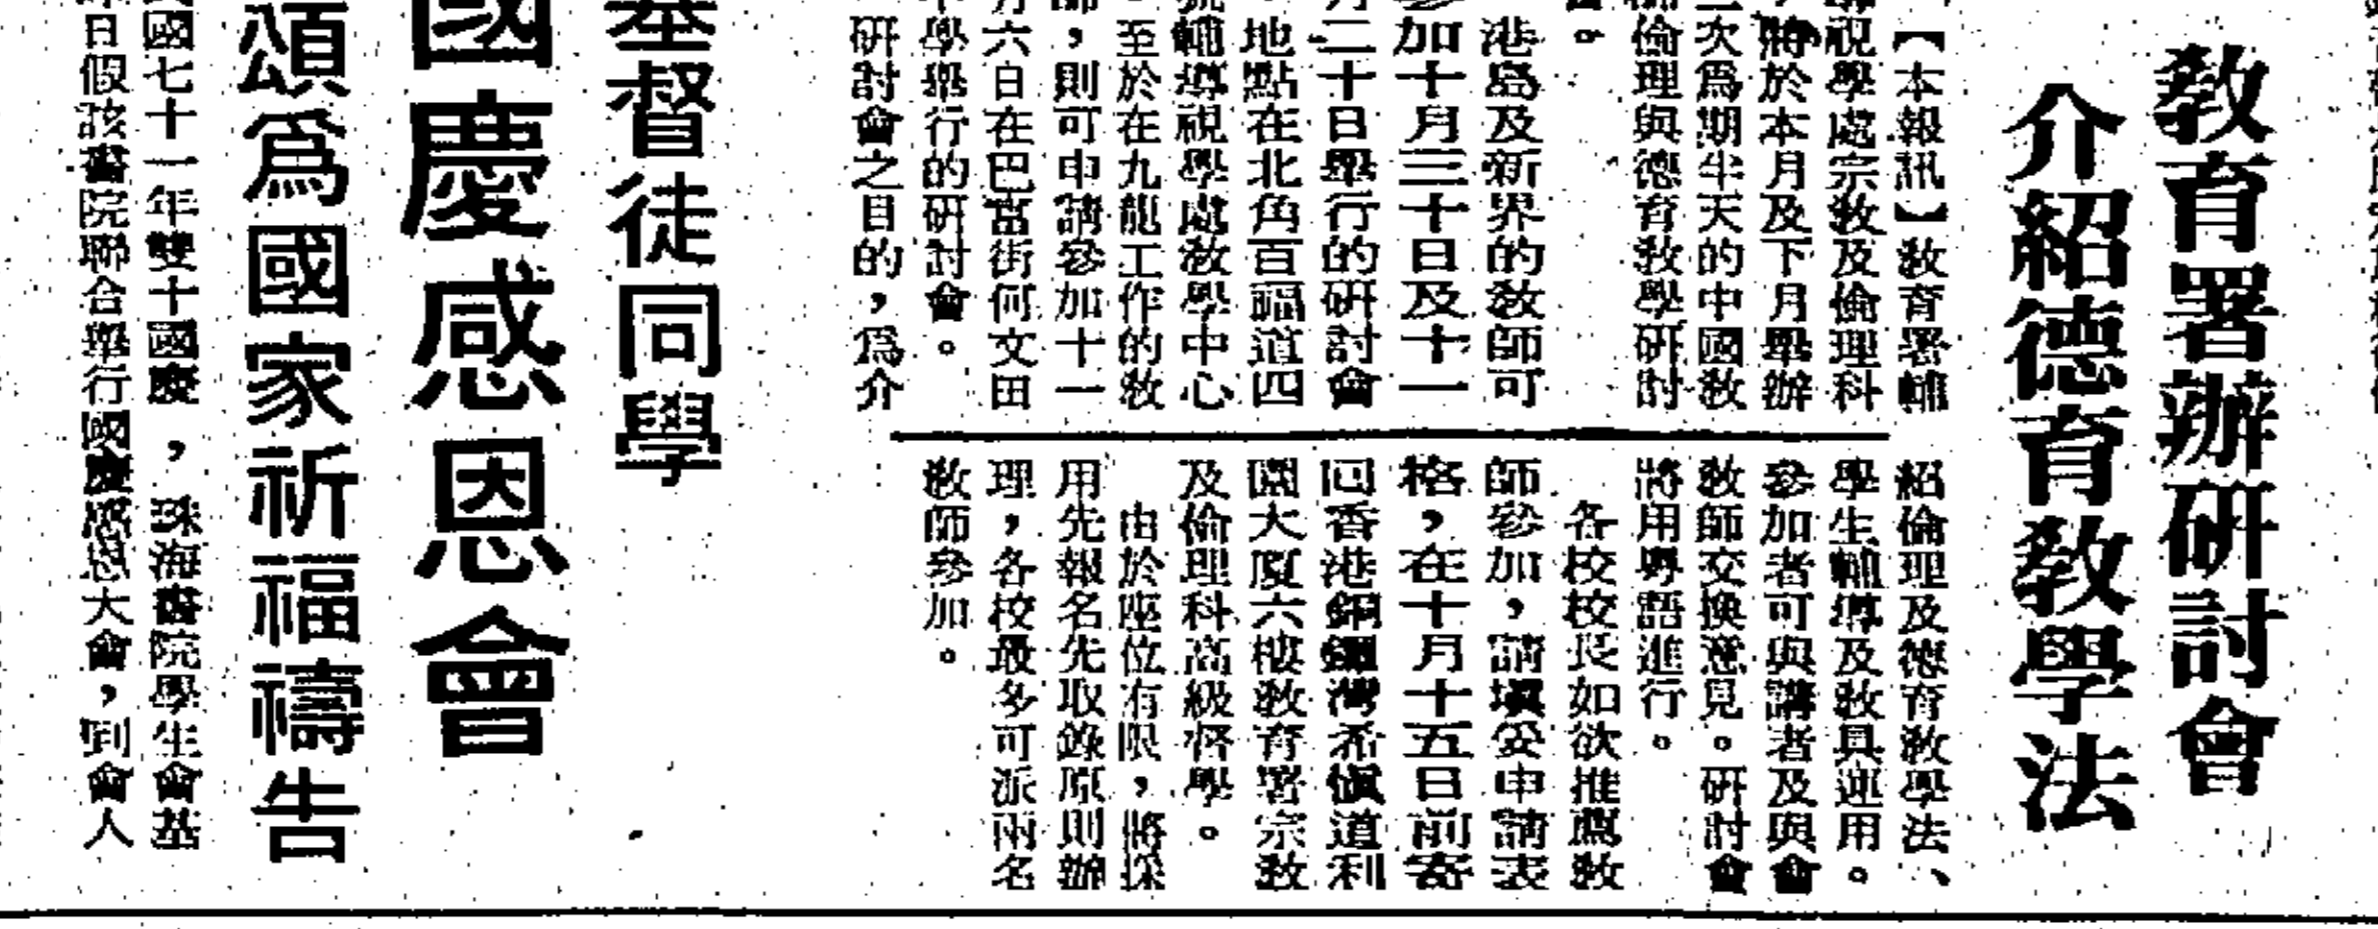 教育署辦研討會
介紹德育教學法
【本報訊】教育署輔
導視學處宗教及倫理科
，將於本月及下月舉辦
二次爲期半天的中國教
倫理與德育教學研討
會。
港島及新界的教師可
參加十月三十日及十一
月二十日舉行的研討會
，地點在北角百福道四
號輔導視學處教學中心
。至於在九龍工作的教
師，則可申請參加十一
月六日在巴富街何文田
中學舉行的研討會。
研討會之目的，爲介
紹倫理及德育教學法、
學生輔導及教具運用。
參加者可與講者及與會
教師交換意見。研討會
將用粵語進行。
各校校長如欲推薦教
師參加，請填妥申請表
格，在十月十五日前寄
回香港銅鑼灣希愼道利
園大廈六樓教育署宗教
及倫理科高級督學。
由於座位有限，將採
用先報名先取錄原則辦
理，各校最多可派兩名
教師參加。
基督徒同學
國慶感恩會
頌爲國家祈福禱告
國七十一年雙十國慶，珠海書院學生會基
日假該書院聯合舉行國慶感恩大會，到會人